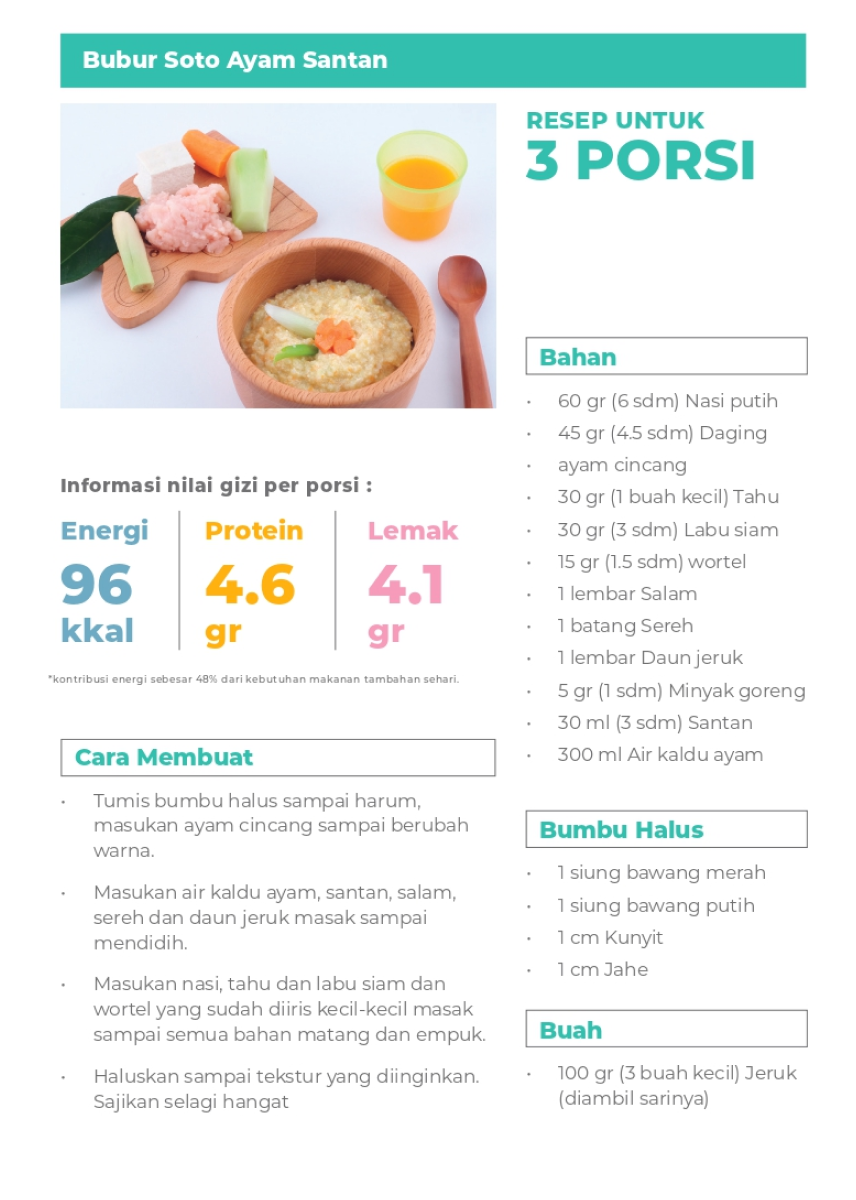 Bubur Soto Ayam Santan
RESEP UNTUK
3 PORSI
Informasi nilai gizi per porsi :
Energi
96
kkal
Protein
4.6
gr
Lemak
4.1
gr
*kontribusi energi sebesar 48% dari kebutuhan makanan tambahan sehari.
Cara Membuat
• Tumis bumbu halus sampai harum,
masukan ayam cincang sampai berubah
warna.
• Masukan air kaldu ayam, santan, salam,
sereh dan daun jeruk masak sampai
mendidih.
• Masukan nasi, tahu dan labu siam dan
wortel yang sudah diiris kecil-kecil masak
sampai semua bahan matang dan empuk.
• Haluskan sampai tekstur yang diinginkan.
Sajikan selagi hangat
Bahan
• 60 gr (6 sdm) Nasi putih
• 45 gr (4.5 sdm) Daging
• ayam cincang
• 30 gr (1 buah kecil) Tahu
• 30 gr (3 sdm) Labu siam
• 15 gr (1.5 sdm) wortel
• 1 lembar Salam
• 1 batang Sereh
• 1 lembar Daun jeruk
• 5 gr (1 sdm) Minyak goreng
• 30 ml (3 sdm) Santan
• 300 ml Air kaldu ayam
Bumbu Halus
• 1 siung bawang merah
• 1 siung bawang putih
• 1 cm Kunyit
• 1 cm Jahe
Buah
• 100 gr (3 buah kecil) Jeruk
(diambil sarinya)